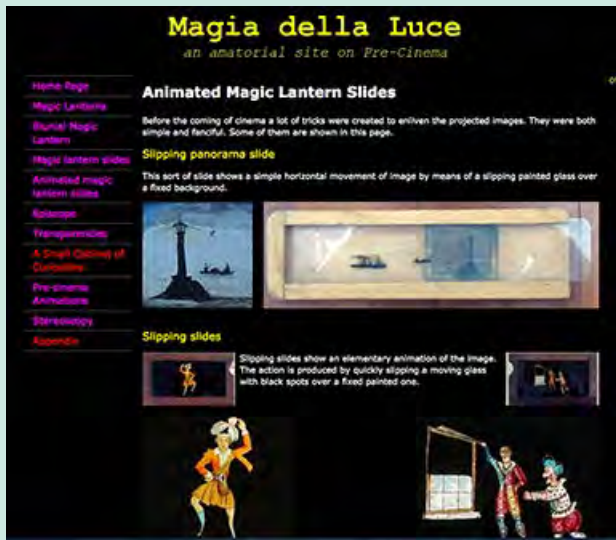 Magia della Luce
an amatorial site on Pre-Cinema
Home Page
Magic Lanterns
Biunial Magic
Lantern
Magic lantern slides
Animated magic
lantern slides
Episcope
Transparencies
A Small Cabinet of
Curiosities
Pre-cinema
Animations
Stereoscopy
Appendix
Animated Magic Lantern Slides
Before the coming of cinema a lot of tricks were created to enliven the projected images. They were both
simple and fanciful. Some of them are shown in this page.
Slipping panorama slide
This sort of slide shows a simple horizontal movement of image by means of a slipping painted glass over
a fixed background.
Slipping slides
Slipping slides show an elementary animation of the image.
The action is produced by quickly slipping a moving glass
with black spots over a fixed painted one.